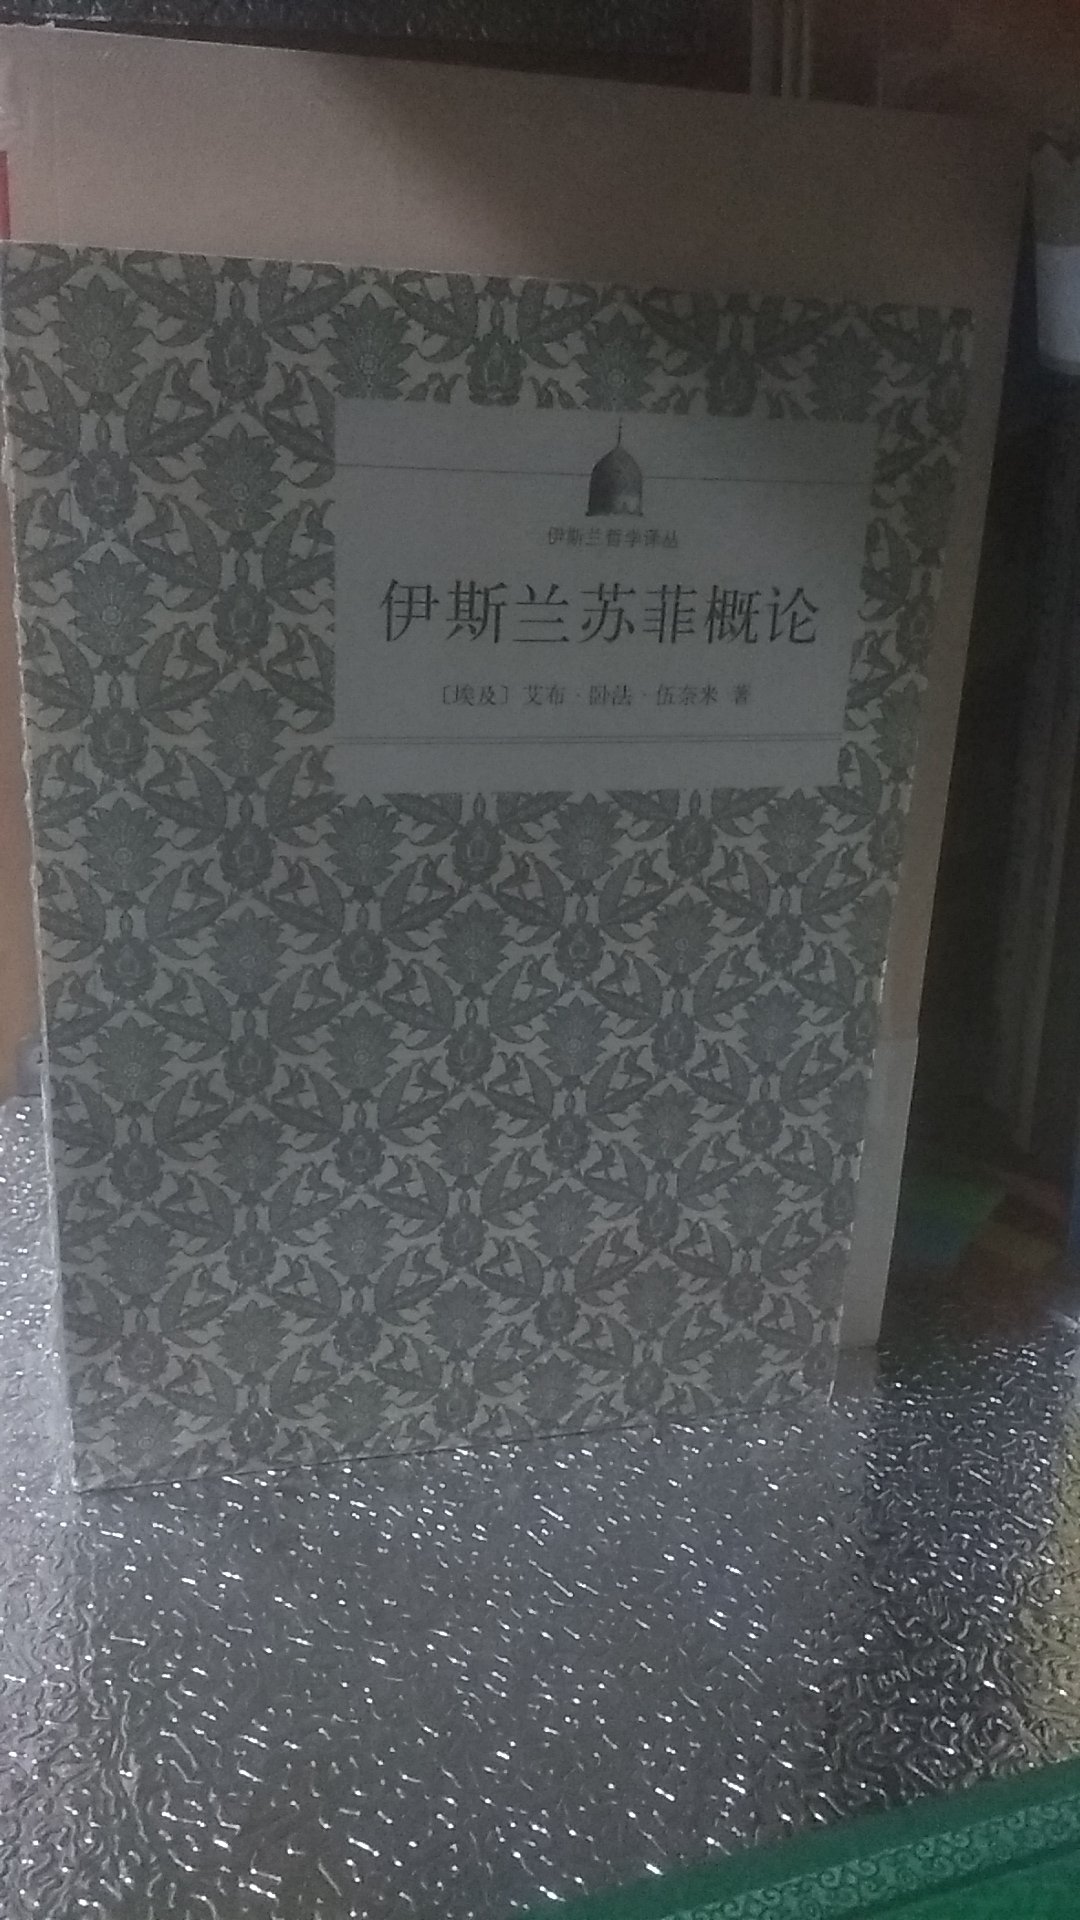 伊斯兰哲学译丛
伊斯兰苏菲概论
〔埃及〕艾布·卧法·伍奈米 著